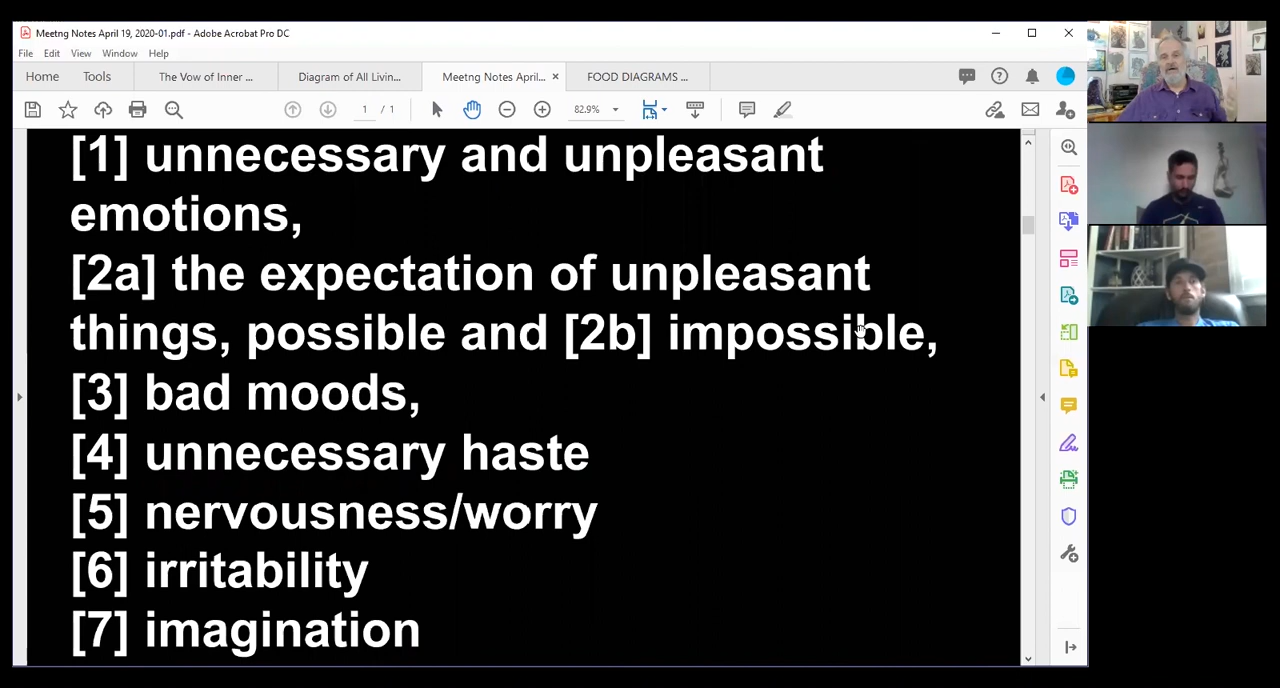 Meetng Notes April 19, 2020-01.pdf - Adobe Acrobat Pro DC
File Edit View Window Help
Home Tools The Vow of Inner ... Diagram of All Livin... Meetng Notes April... × FOOD DIAGRAMS ...
1 / 1 82.9%
[1] unnecessary and unpleasant
emotions,
[2a] the expectation of unpleasant
things, possible and [2b] impossible,
[3] bad moods,
[4] unnecessary haste
[5] nervousness/worry
[6] irritability
[7] imagination